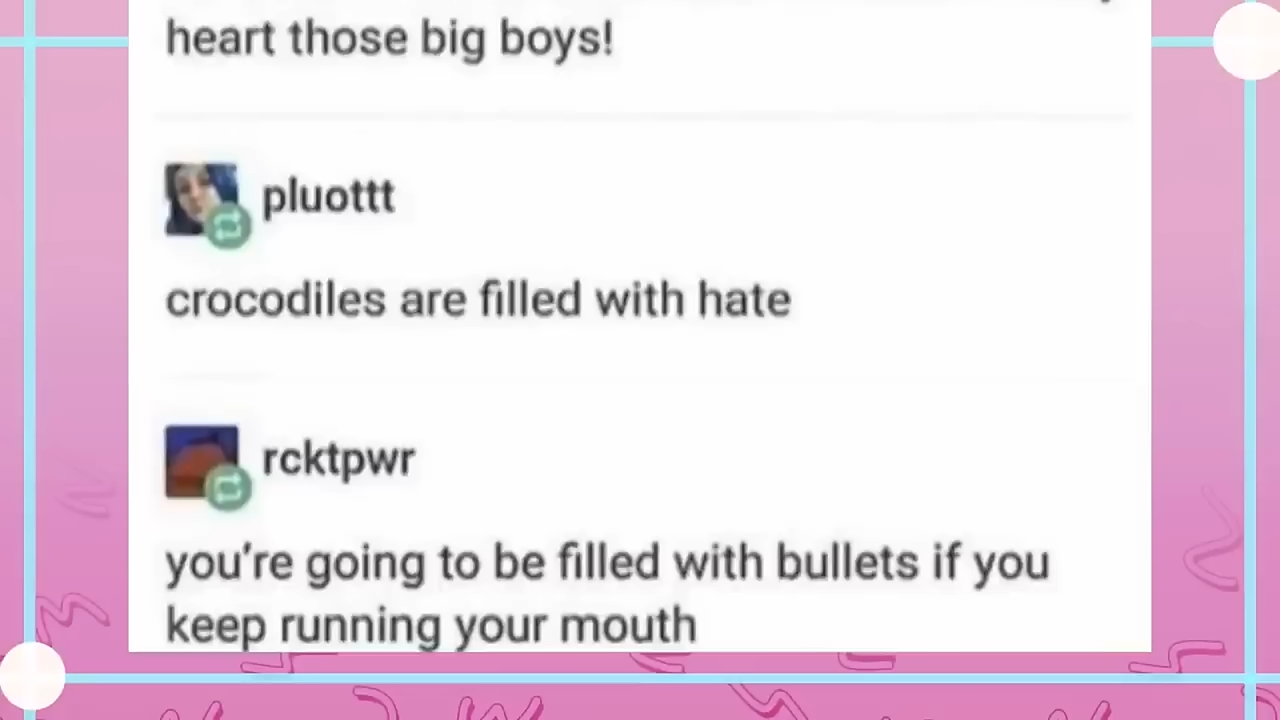 heart those big boys!
pluottt
crocodiles are filled with hate
rcktpwr
you're going to be filled with bullets if you
keep running your mouth